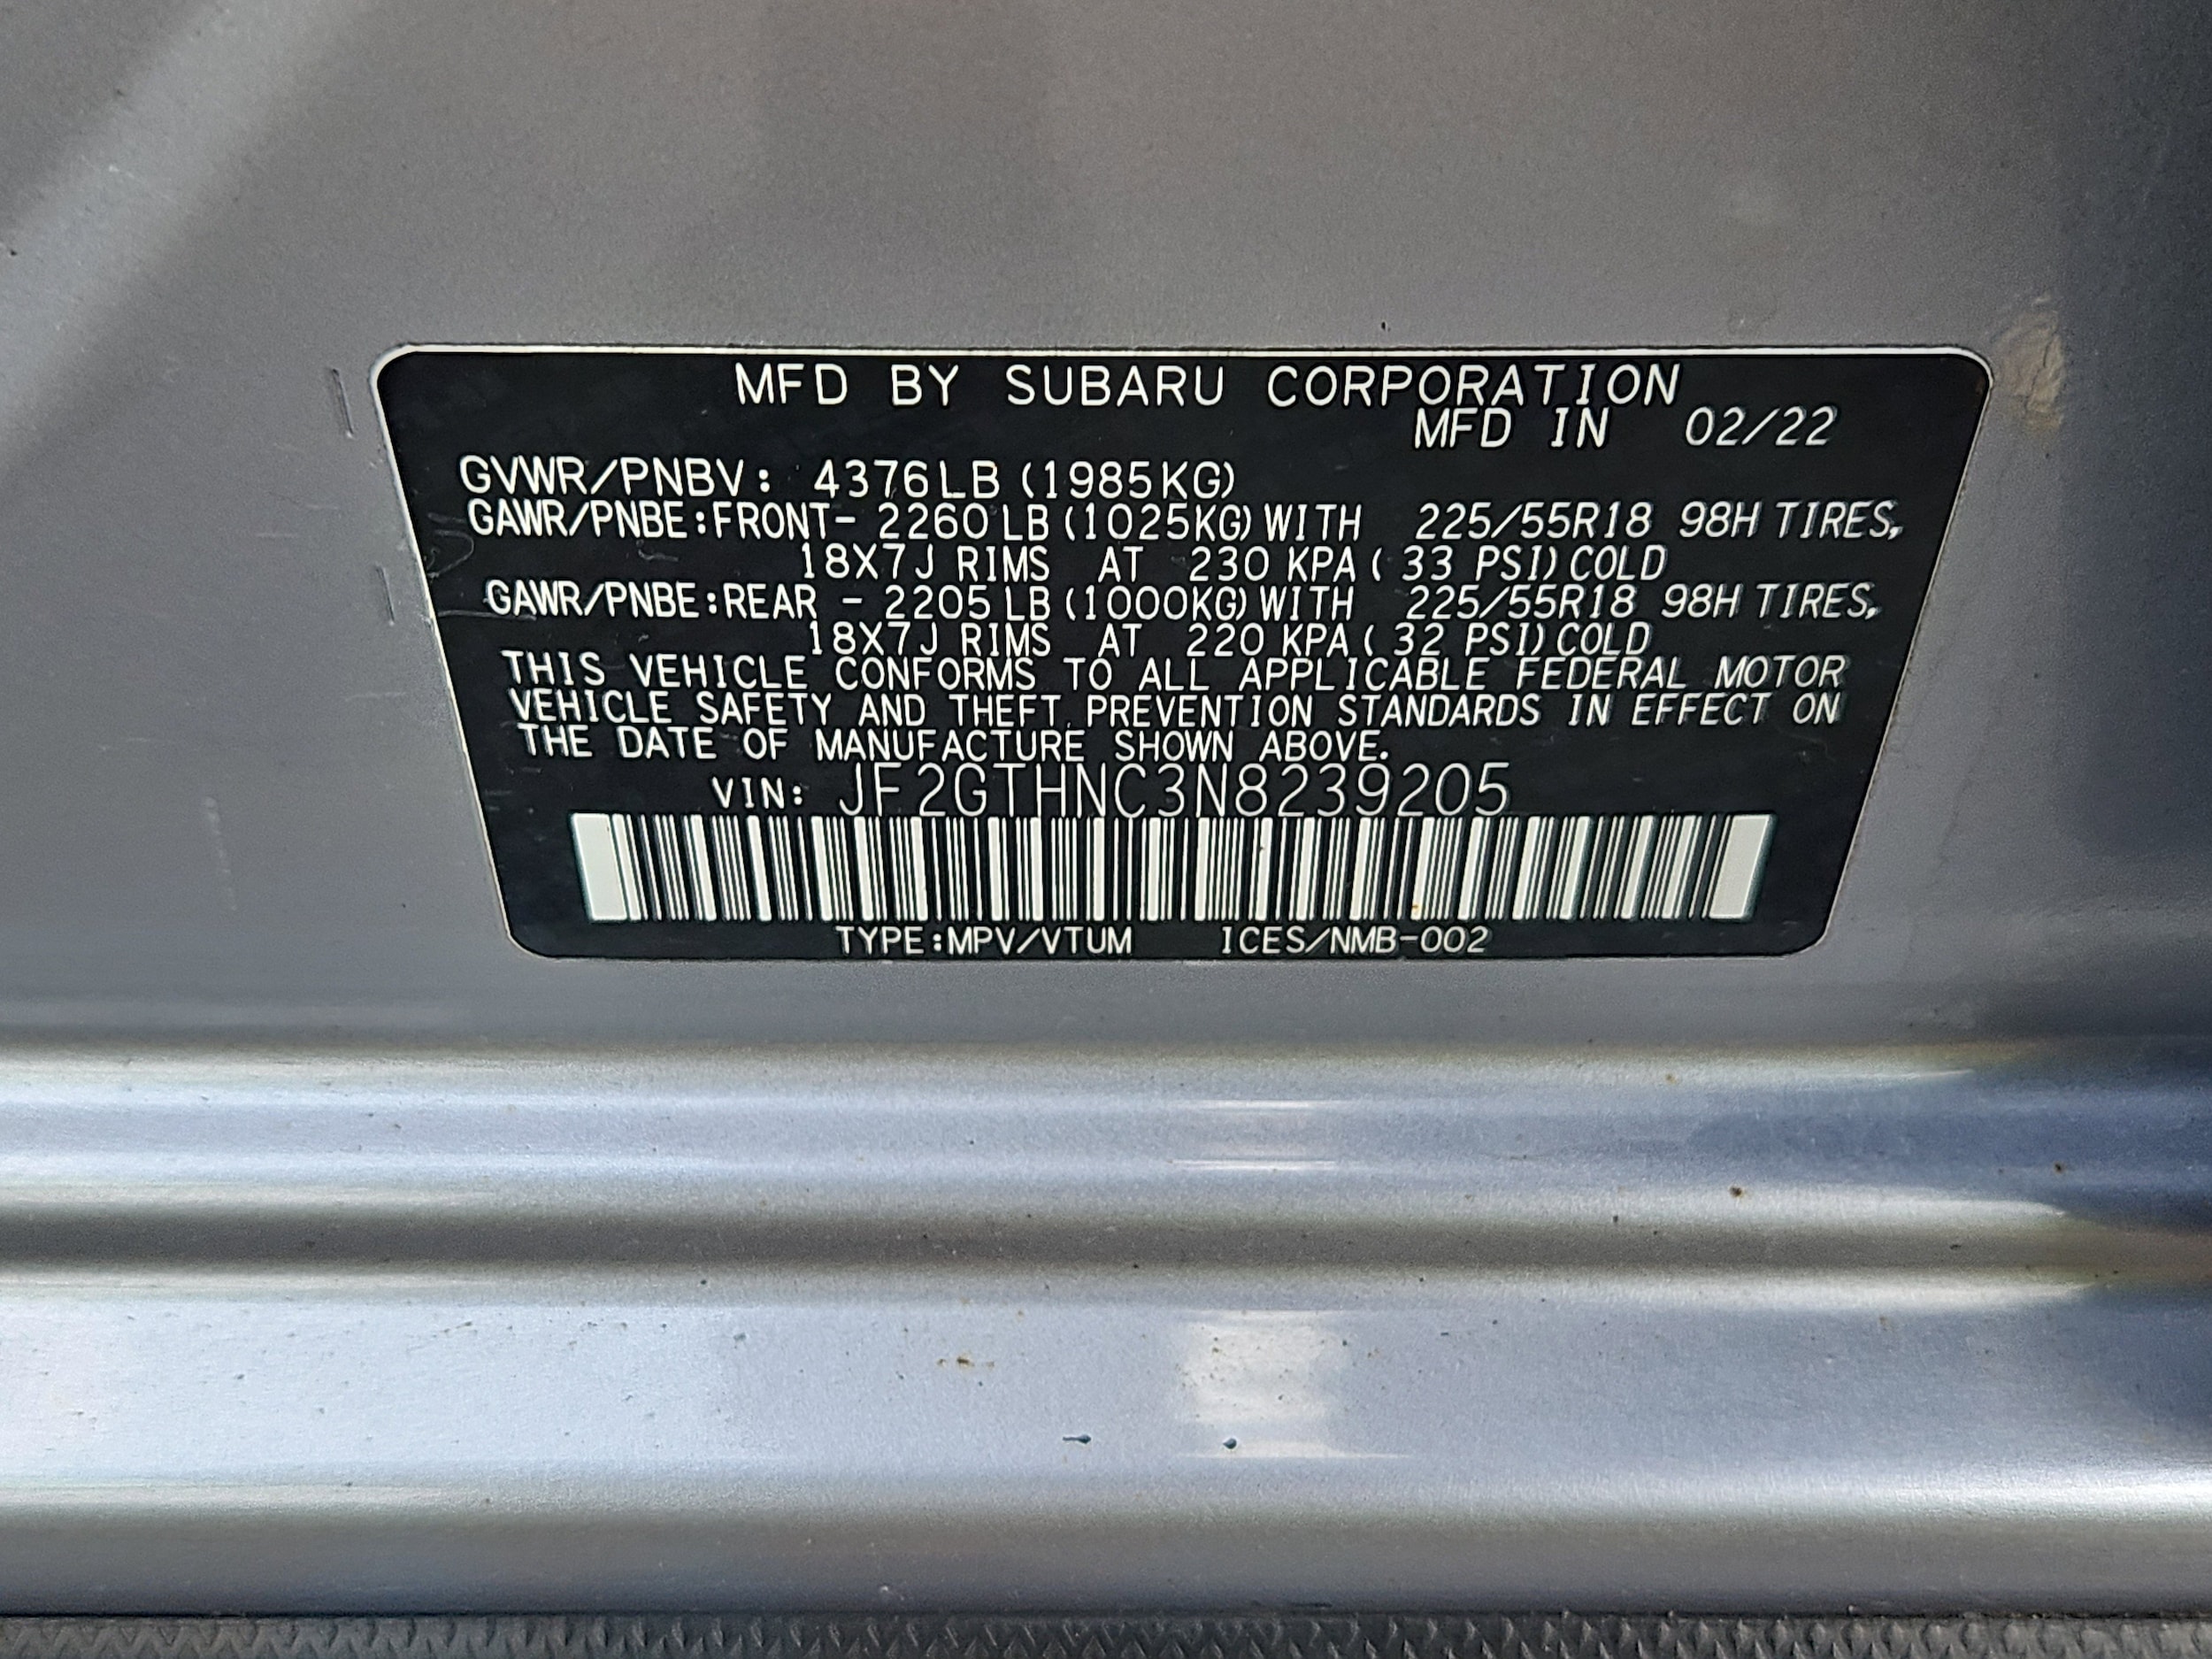 MFD BY SUBARU CORPORATION
MFD IN 02/22
GVWR/PNBV: 4376LB (1985KG)
GAWR/PNBE:FRONT- 2260 LB (1025KG) WITH 225/55R18 98H TIRES,
18X7J RIMS AT 230 KPA ( 33 PSI) COLD
GAWR/PNBE:REAR - 2205 LB (1000KG) WITH 225/55R18 98H TIRES,
18X7J RIMS AT 220 KPA ( 32 PSI) COLD
THIS VEHICLE CONFORMS TO ALL APPLICABLE FEDERAL MOTOR
VEHICLE SAFETY AND THEFT PREVENTION STANDARDS IN EFFECT ON
THE DATE OF MANUFACTURE SHOWN ABOVE.
VIN: JF2GTHNC3N8239205
TYPE:MPV/VTUM ICES/NMB-002